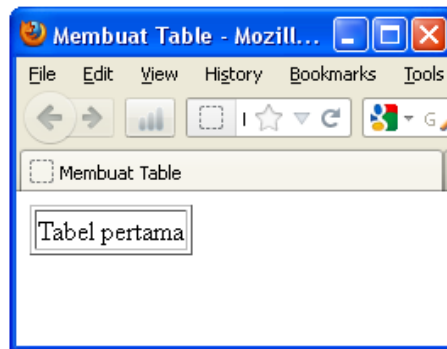 Membuat Table - Mozill...
File Edit View History Bookmarks Tools
Membuat Table
Tabel pertama